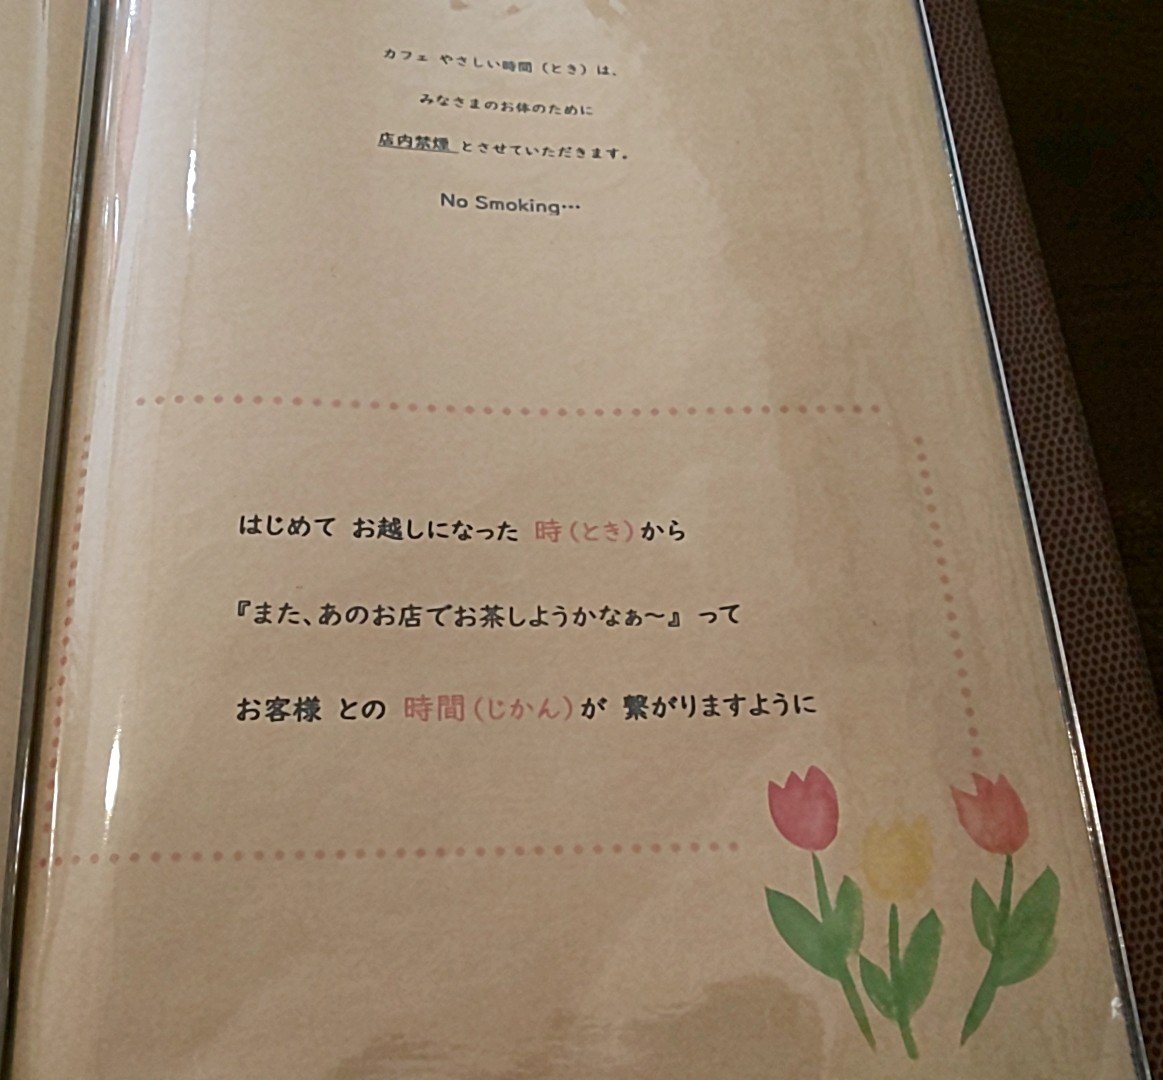 カフェ やさしい時間(とき)は、
みなさまのお体のために
店内禁煙 とさせていただきます。
No Smoking…
はじめて お越しになった 時(とき)から
『また、あのお店でお茶しようかなぁ〜』 って
お客様 との 時間(じかん)が 繋がりますように